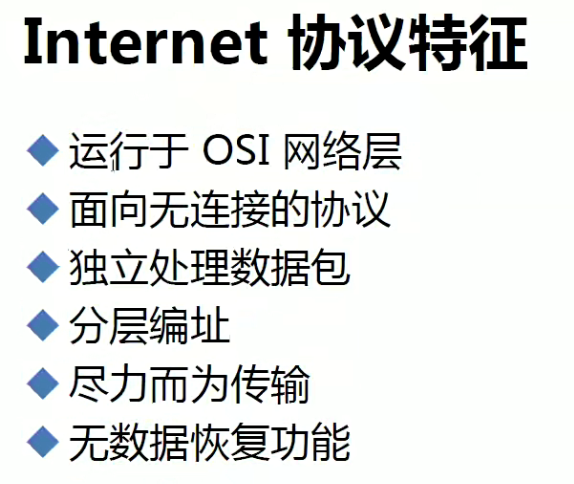 Internet 协议特征
运行于 OSI 网络层
面向无连接的协议
独立处理数据包
分层编址
尽力而为传输
无数据恢复功能